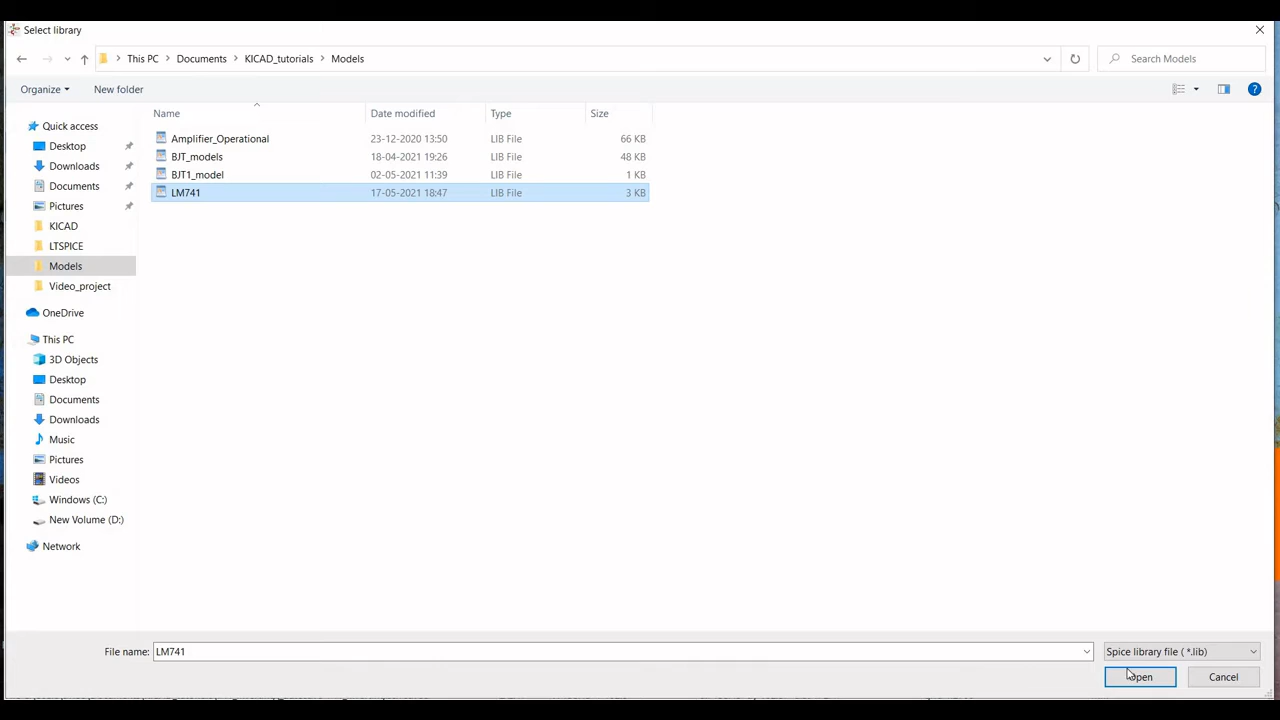 Select library
This PC > Documents > KICAD_tutorials > Models
Search Models
Organize
New folder
Name Date modified Type Size
Amplifier_Operational 23-12-2020 13:50 LIB File 66 KB
BJT_models 18-04-2021 19:26 LIB File 48 KB
BJT1_model 02-05-2021 11:39 LIB File 1 KB
LM741 17-05-2021 18:47 LIB File 3 KB
Quick access
Desktop
Downloads
Documents
Pictures
KICAD
LTSPICE
Models
Video_project
OneDrive
This PC
3D Objects
Desktop
Documents
Downloads
Music
Pictures
Videos
Windows (C:)
New Volume (D:)
Network
File name: LM741
Spice library file ( *.lib)
Open
Cancel